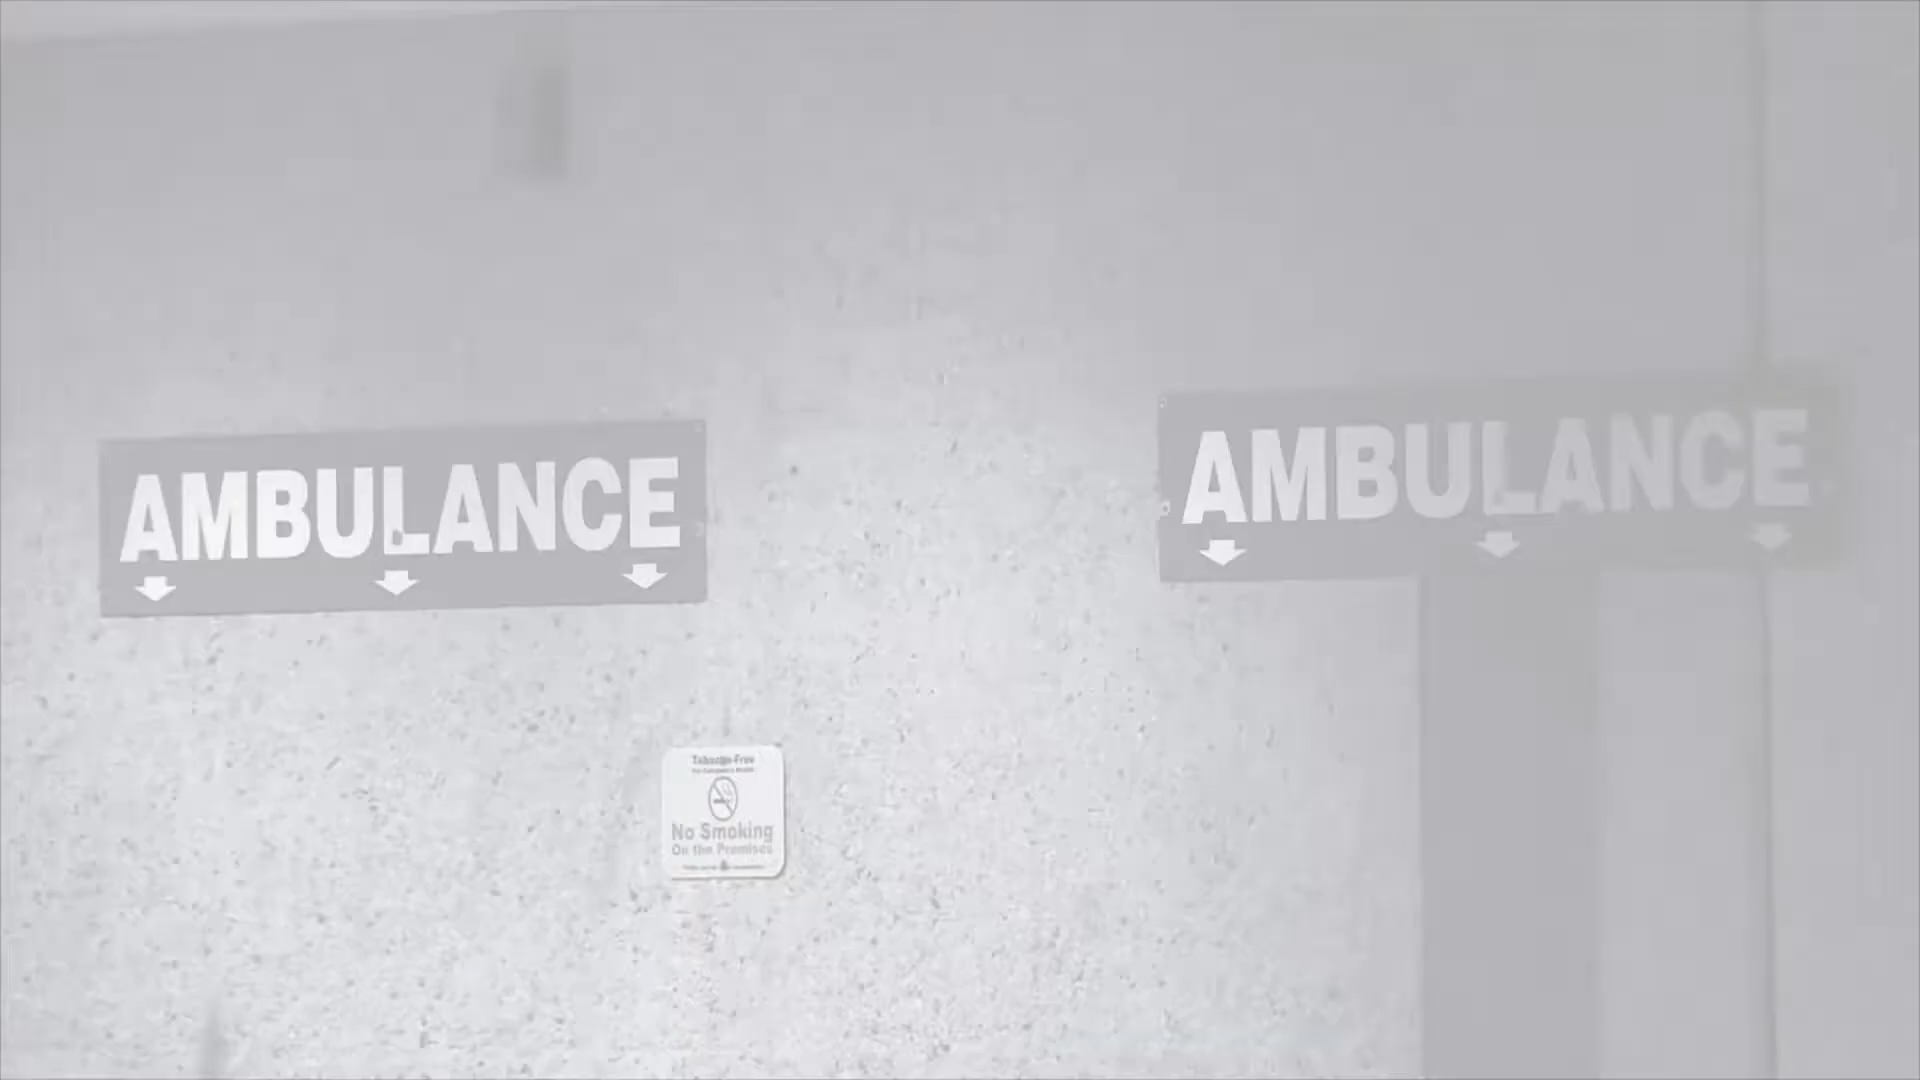 AMBULANCE
AMBULANCE
Tobacco-Free
No Smoking
On the Premises